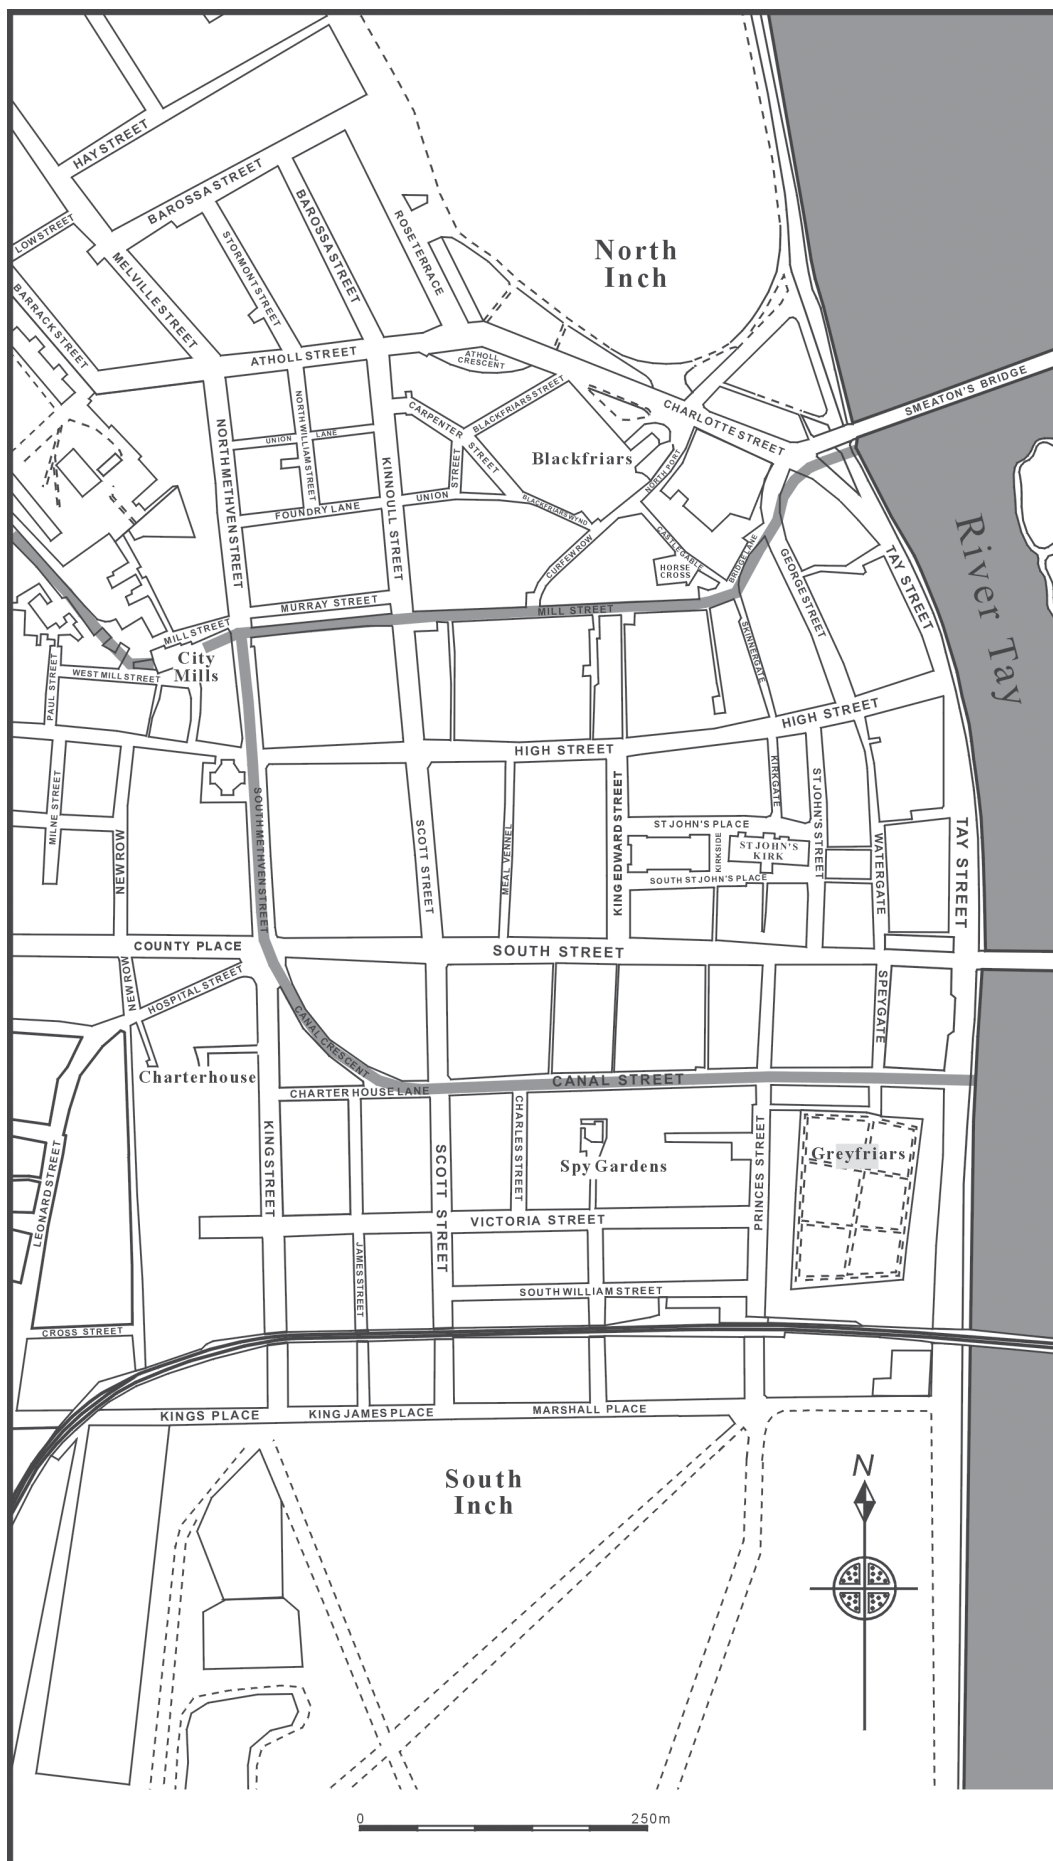 HAY STREET
BAROSSA STREET
LOW STREET
MELVILLE STREET
STORMONT STREET
BAROSSA STREET
ROSE TERRACE
North
Inch
BARRACK STREET
ATHOLL STREET
ATHOLL
CRESCENT
SMEATON'S BRIDGE
NORTH METHVEN STREET
NORTH WILLIAM STREET
UNION LANE
CARPENTER STREET
BLACKFRIARS STREET
CHARLOTTE STREET
Blackfriars
KINNOULL STREET
UNION STREET
NORTH PORT
FOUNDRY LANE
BLACKFRIARS WYND
CURFEW ROW
CASTLEGABLE
HORSE
CROSS
BRIDGE LANE
GEORGE STREET
TAY STREET
River Tay
MURRAY STREET
MILL STREET
MILL STREET
City
Mills
WEST MILL STREET
PAUL STREET
SKINNERGATE
HIGH STREET
HIGH STREET
MILNE STREET
NEW ROW
SOUTH METHVEN STREET
SCOTT STREET
MEAL VENNEL
KING EDWARD STREET
KIRKGATE
ST JOHN'S STREET
ST JOHN'S PLACE
KIRKSIDE
ST JOHN'S
KIRK
SOUTH ST JOHN'S PLACE
WATERGATE
TAY STREET
COUNTY PLACE
SOUTH STREET
NEW ROW
HOSPITAL STREET
SPEYGATE
CANAL CRESCENT
Charterhouse
CHARTER HOUSE LANE
CANAL STREET
LEONARD STREET
KING STREET
SCOTT STREET
CHARLES STREET
Spy Gardens
PRINCES STREET
Greyfriars
VICTORIA STREET
JAMES STREET
SOUTH WILLIAM STREET
CROSS STREET
KINGS PLACE
KING JAMES PLACE
MARSHALL PLACE
South
Inch
N
0
250m